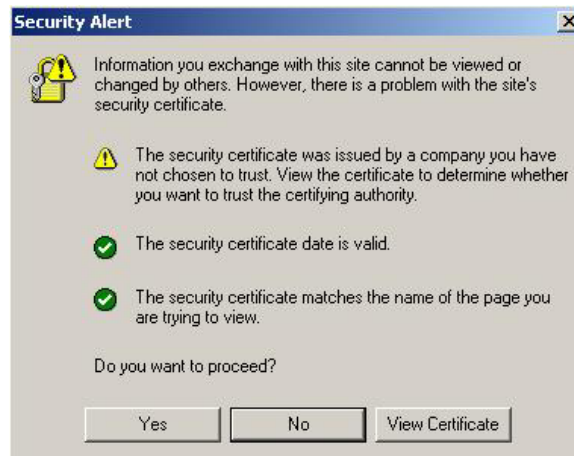 Security Alert
Information you exchange with this site cannot be viewed or
changed by others. However, there is a problem with the site's
security certificate.
The security certificate was issued by a company you have
not chosen to trust. View the certificate to determine whether
you want to trust the certifying authority.
The security certificate date is valid.
The security certificate matches the name of the page you
are trying to view.
Do you want to proceed?
Yes No View Certificate